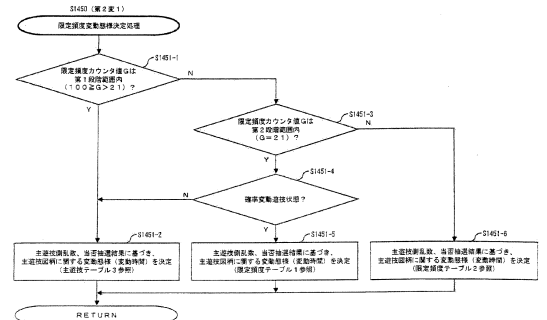 S1450(第2変1)
限定頻度変動態様決定処理
S1451-1
限定頻度カウンタ値Gは
第1段階範囲内
(100≧G>21)?
N
Y
S1451-3
限定頻度カウンタ値Gは
第2段階範囲内
(G=21)?
N
Y
S1451-4
確率変動遊技状態?
N
Y
S1451-2
主遊技側乱数、当否抽選結果に基づき、
主遊技図柄に関する変動態様(変動時間)を決定
(主遊技テーブル3参照)
S1451-5
主遊技側乱数、当否抽選結果に基づき、
主遊技図柄に関する変動態様(変動時間)を決定
(限定頻度テーブル1参照)
S1451-6
主遊技側乱数、当否抽選結果に基づき、
主遊技図柄に関する変動態様(変動時間)を決定
(限定頻度テーブル2参照)
RETURN